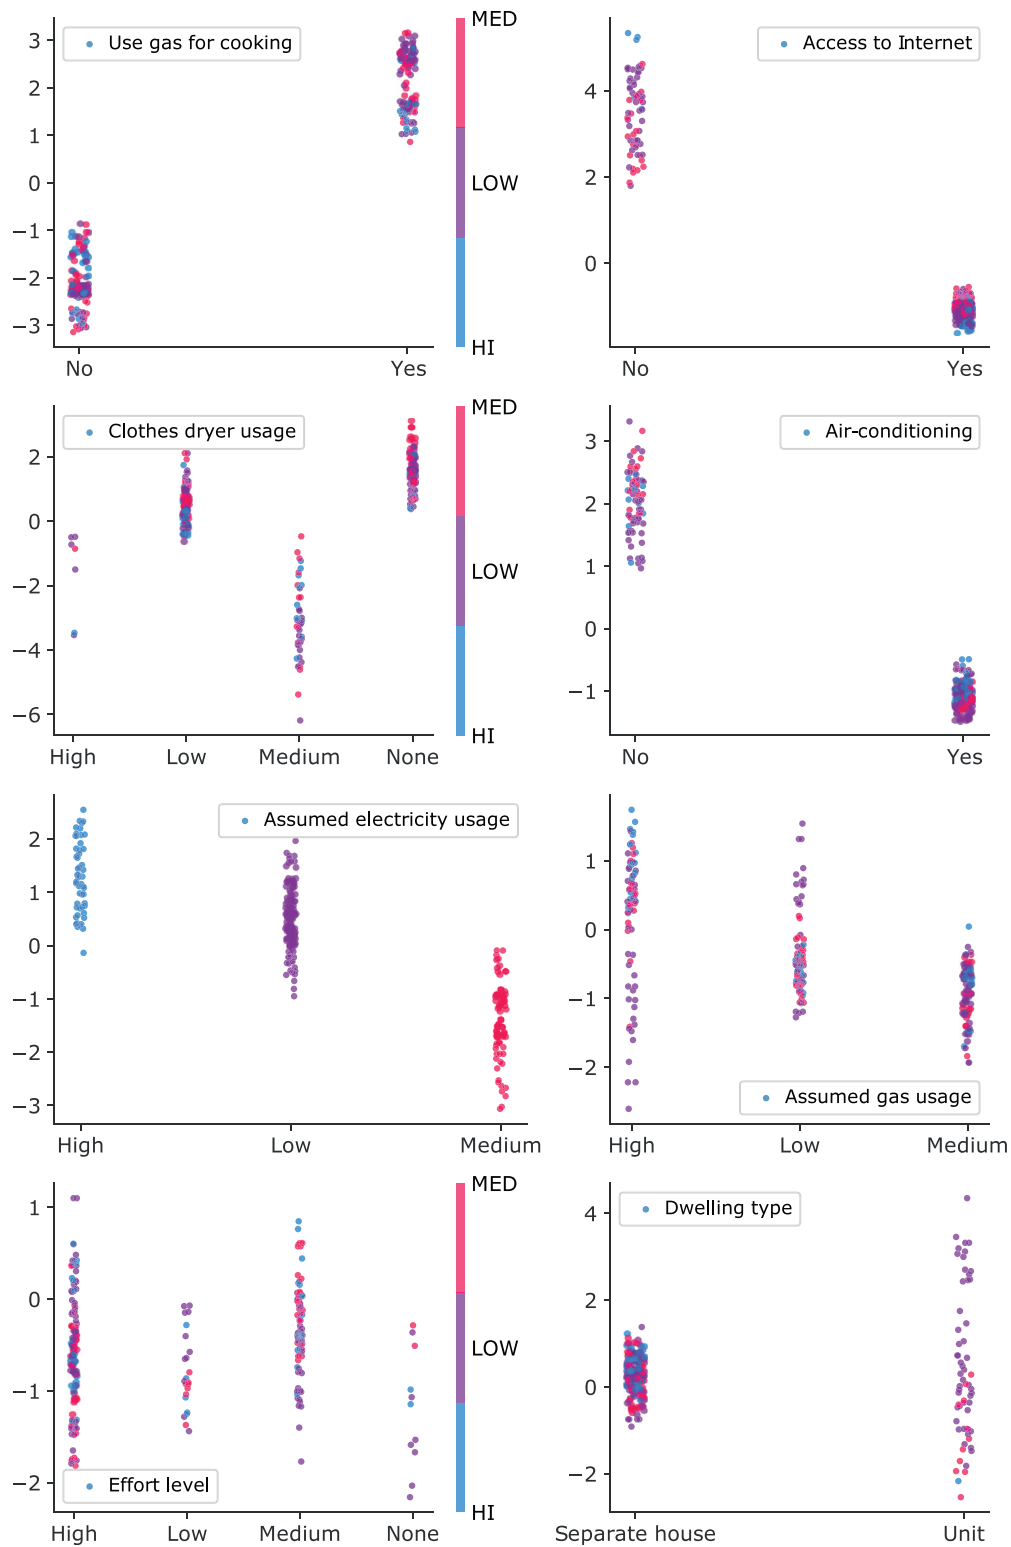 Use gas for cooking
3
2
1
0
−1
−2
−3
No
Yes
MED
LOW
HI
Access to Internet
4
2
0
No
Yes
Clothes dryer usage
2
0
−2
−4
−6
High
Low
Medium
None
MED
LOW
HI
Air-conditioning
3
2
1
0
−1
No
Yes
Assumed electricity usage
2
1
0
−1
−2
−3
High
Low
Medium
Assumed gas usage
1
0
−1
−2
High
Low
Medium
Effort level
1
0
−1
−2
High
Low
Medium
None
MED
LOW
HI
Dwelling type
4
2
0
−2
Separate house
Unit